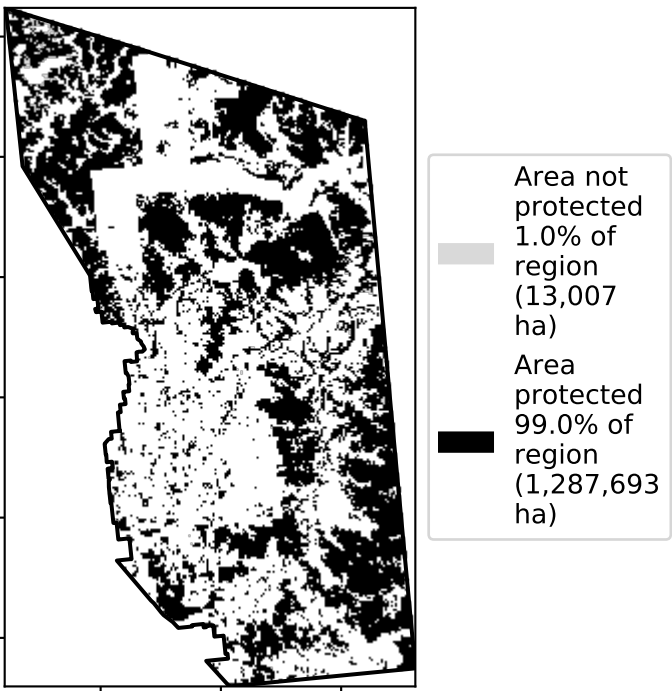 Area not
protected
1.0% of
region
(13,007
ha)
Area
protected
99.0% of
region
(1,287,693
ha)